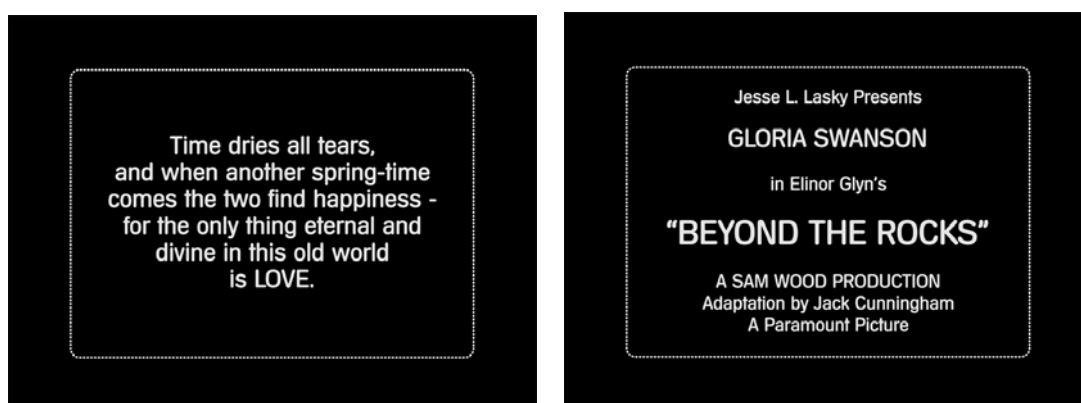 Time dries all tears,
and when another spring-time
comes the two find happiness -
for the only thing eternal and
divine in this old world
is LOVE.
Jesse L. Lasky Presents
GLORIA SWANSON
in Elinor Glyn's
"BEYOND THE ROCKS"
A SAM WOOD PRODUCTION
Adaptation by Jack Cunningham
A Paramount Picture